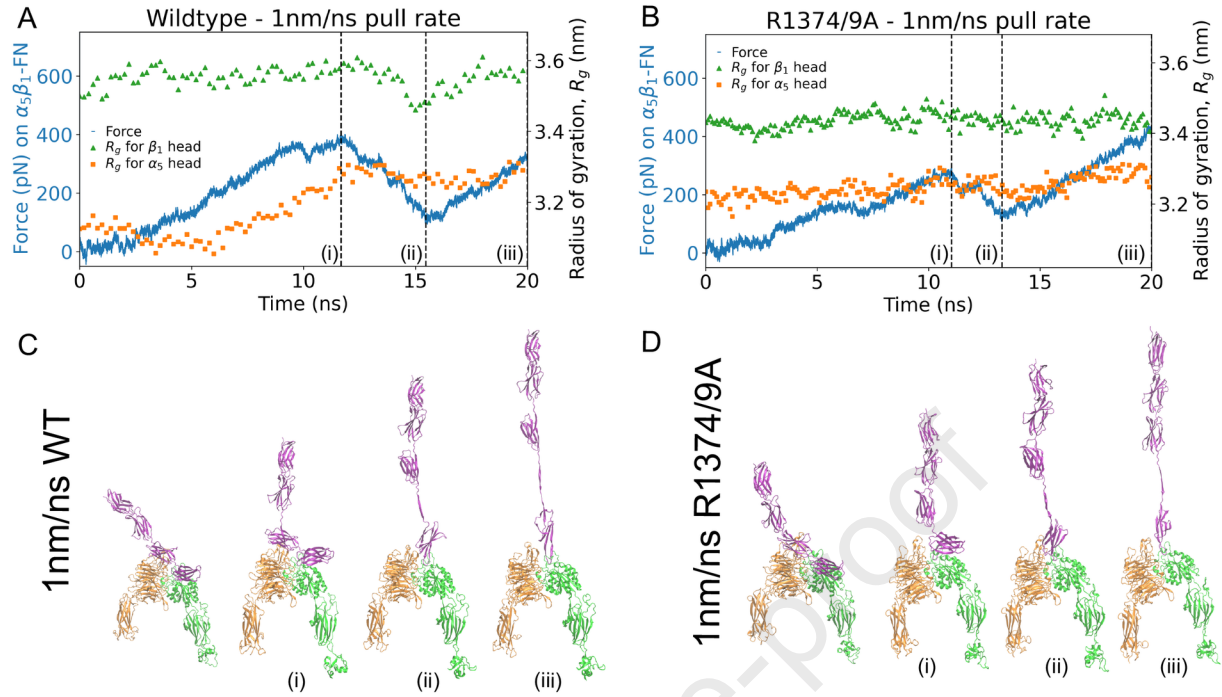 A
Wildtype - 1nm/ns pull rate
Force (pN) on α5β1-FN
600
400
200
0
Force
Rg for β1 head
Rg for α5 head
(i)
(ii)
(iii)
3.6
3.4
3.2
Radius of gyration, Rg (nm)
0
5
10
15
20
Time (ns)
B
R1374/9A - 1nm/ns pull rate
Force (pN) on α5β1-FN
600
400
200
0
Force
Rg for β1 head
Rg for α5 head
(i)
(ii)
(iii)
3.6
3.4
3.2
Radius of gyration, Rg (nm)
0
5
10
15
20
Time (ns)
C
1nm/ns WT
(i)
(ii)
(iii)
D
1nm/ns R1374/9A
(i)
(ii)
(iii)
e-proof